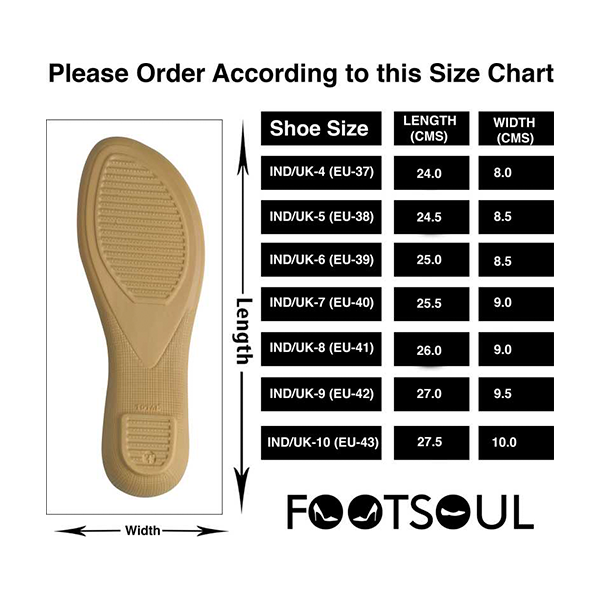 Please Order According to this Size Chart
Shoe Size LENGTH (CMS) WIDTH (CMS)
IND/UK-4 (EU-37) 24.0 8.0
IND/UK-5 (EU-38) 24.5 8.5
IND/UK-6 (EU-39) 25.0 8.5
IND/UK-7 (EU-40) 25.5 9.0
IND/UK-8 (EU-41) 26.0 9.0
IND/UK-9 (EU-42) 27.0 9.5
IND/UK-10 (EU-43) 27.5 10.0
Length
Width
FOOTSOUL